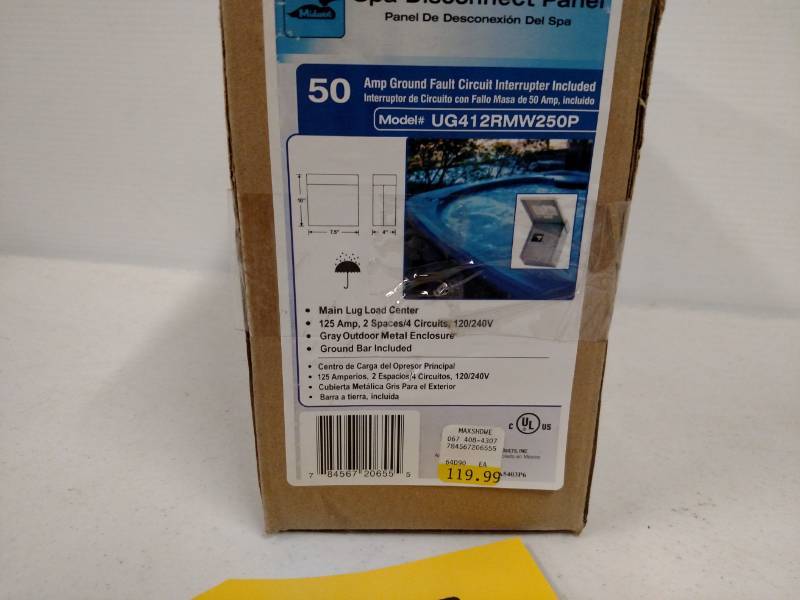 Midwest
Spa Disconnect Panel
Panel De Desconexión Del Spa
50
Amp Ground Fault Circuit Interrupter Included
Interruptor de Circuito con Fallo Masa de 50 Amp, incluido
Model# UG412RMW250P
10"
7.5"
4"
• Main Lug Load Center
• 125 Amp, 2 Spaces/4 Circuits, 120/240V
• Gray Outdoor Metal Enclosure
• Ground Bar Included
• Centro de Carga del Opresor Principal
• 125 Amperios, 2 Espacios/4 Circuitos, 120/240V
• Cubierta Metálica Gris Para el Exterior
• Barra a tierra, incluida
C UL US
MAXSHOWE
067 408-4307
784567206555
64D90 EA
119.99
7 84567 20655 5